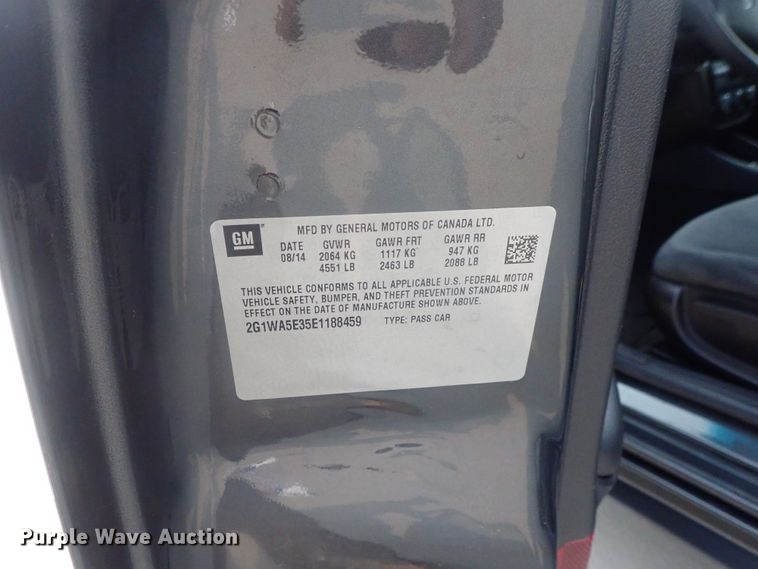 GM
MFD BY GENERAL MOTORS OF CANADA LTD.
DATE GVWR GAWR FRT GAWR RR
08/14 2064 KG 1117 KG 947 KG
4551 LB 2463 LB 2088 LB
THIS VEHICLE CONFORMS TO ALL APPLICABLE U.S. FEDERAL MOTOR
VEHICLE SAFETY, BUMPER, AND THEFT PREVENTION STANDARDS IN
EFFECT ON THE DATE OF MANUFACTURE SHOWN ABOVE.
2G1WA5E35E1188459 TYPE: PASS CAR
Purple Wave Auction